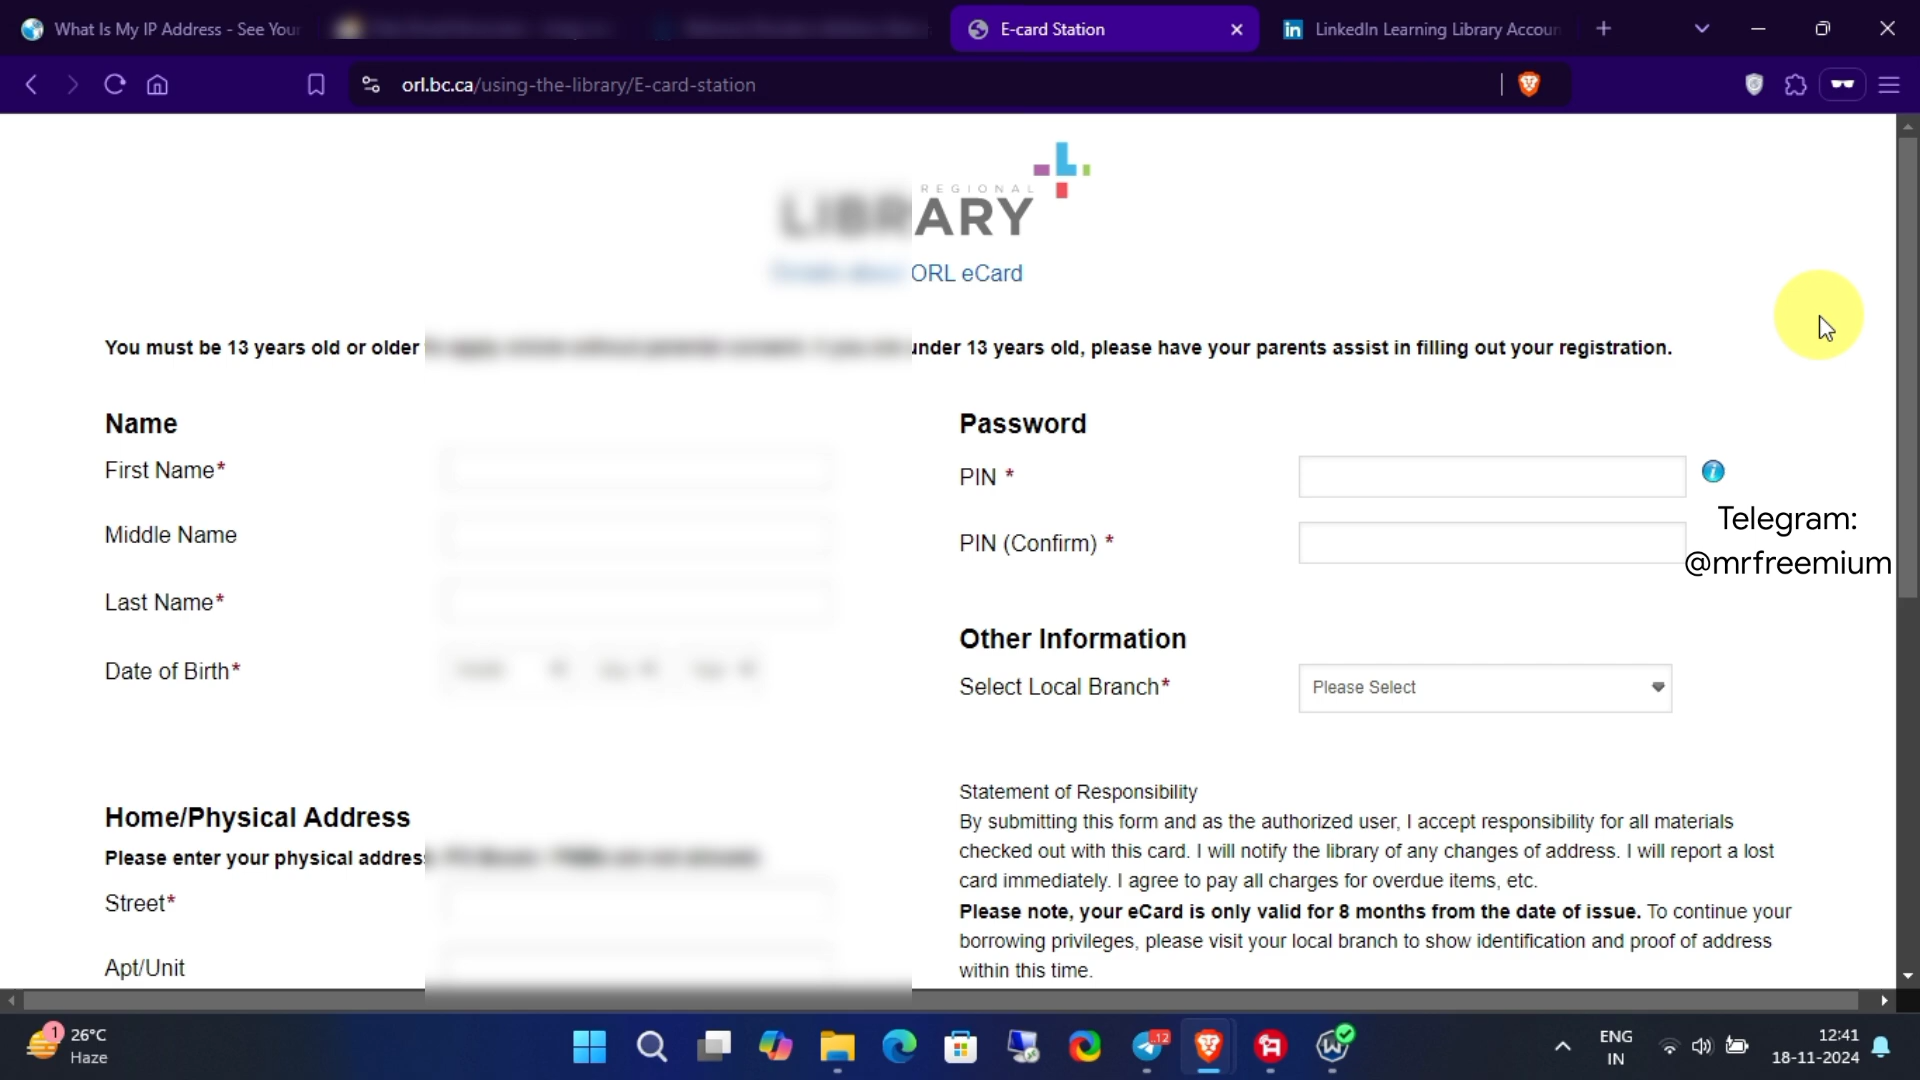 What Is My IP Address - See Your
E-card Station
LinkedIn Learning Library Accoun
orl.bc.ca/using-the-library/E-card-station
REGIONAL
LIBRARY
ORL eCard
You must be 13 years old or older
under 13 years old, please have your parents assist in filling out your registration.
Name
First Name*
Middle Name
Last Name*
Date of Birth*
Password
PIN *
PIN (Confirm) *
Telegram:
@mrfreemium
Other Information
Select Local Branch*
Please Select
Home/Physical Address
Please enter your physical address
Street*
Apt/Unit
Statement of Responsibility
By submitting this form and as the authorized user, I accept responsibility for all materials
checked out with this card. I will notify the library of any changes of address. I will report a lost
card immediately. I agree to pay all charges for overdue items, etc.
Please note, your eCard is only valid for 8 months from the date of issue. To continue your
borrowing privileges, please visit your local branch to show identification and proof of address
within this time.
1
26°C
Haze
12
ENG
IN
12:41
18-11-2024